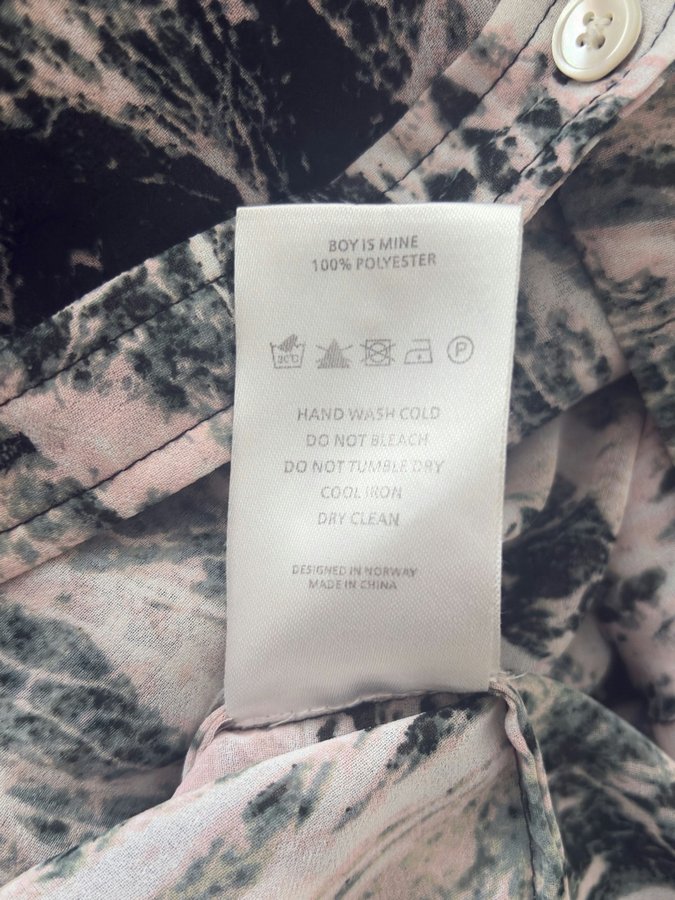 BOY IS MINE
100% POLYESTER
P
HAND WASH COLD
DO NOT BLEACH
DO NOT TUMBLE DRY
COOL IRON
DRY CLEAN
DESIGNED IN NORWAY
MADE IN CHINA